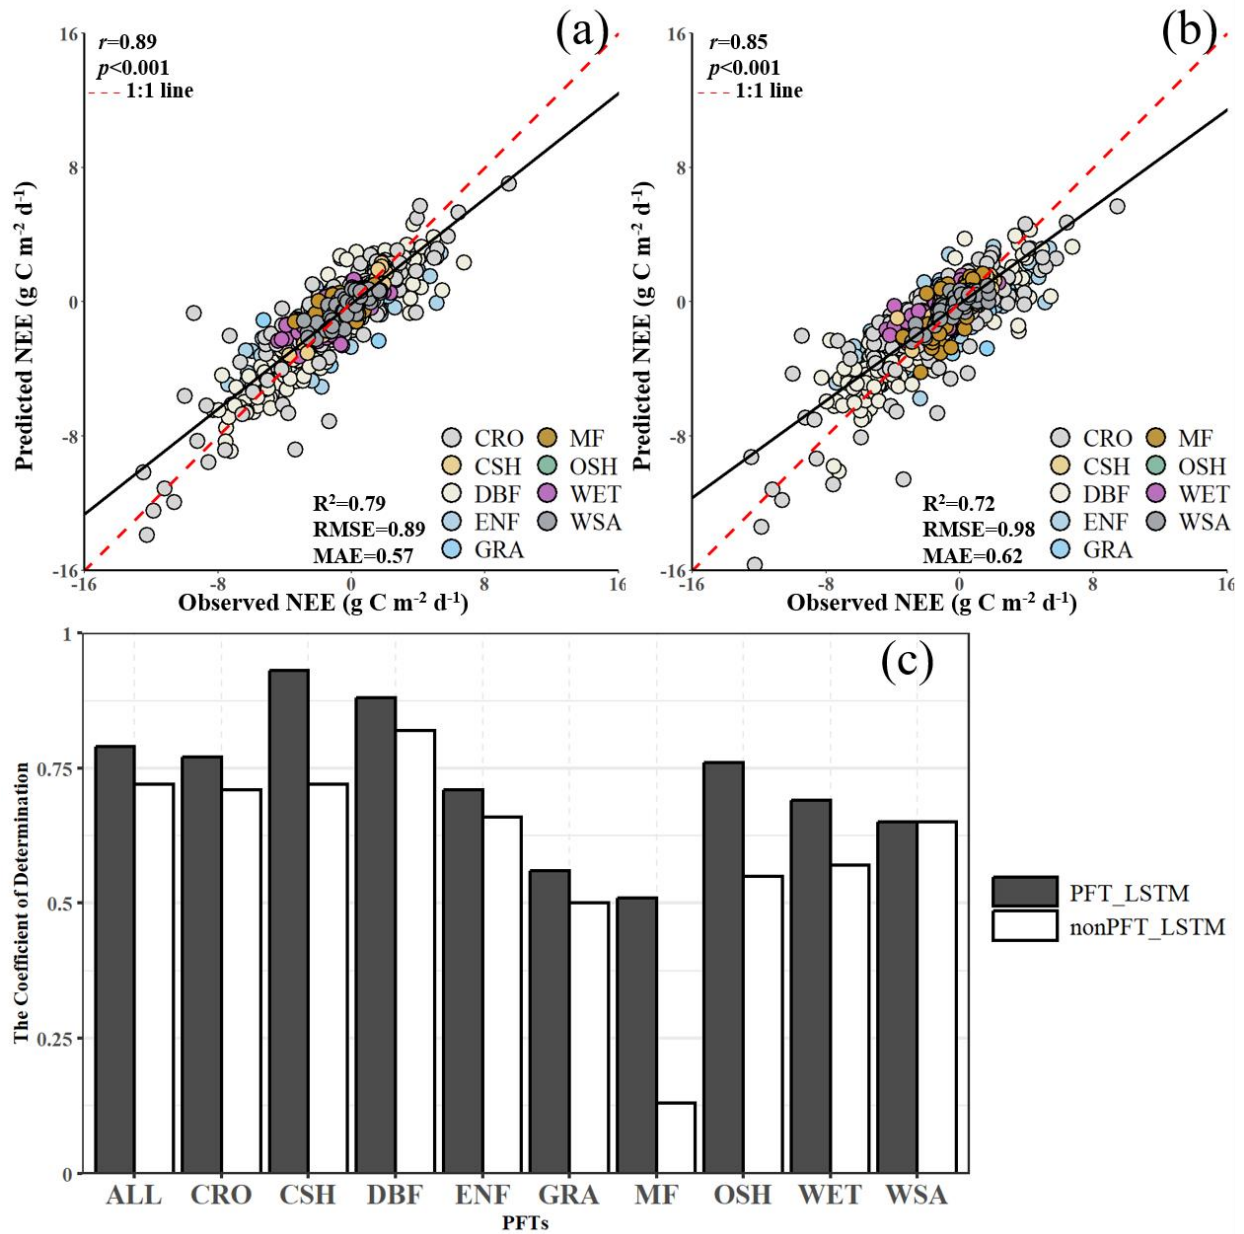 (a)
16
r=0.89
p<0.001
1:1 line
8
0
-8
-16
Predicted NEE (g C m⁻² d⁻¹)
CRO MF
CSH OSH
DBF WET
ENF WSA
GRA
R²=0.79
RMSE=0.89
MAE=0.57
-16 -8 0 8 16
Observed NEE (g C m⁻² d⁻¹)
(b)
16
r=0.85
p<0.001
1:1 line
8
0
-8
-16
Predicted NEE (g C m⁻² d⁻¹)
CRO MF
CSH OSH
DBF WET
ENF WSA
GRA
R²=0.72
RMSE=0.98
MAE=0.62
-16 -8 0 8 16
Observed NEE (g C m⁻² d⁻¹)
(c)
1
0.75
0.5
0.25
0
The Coefficient of Determination
ALL CRO CSH DBF ENF GRA MF OSH WET WSA
PFTs
PFT_LSTM
nonPFT_LSTM